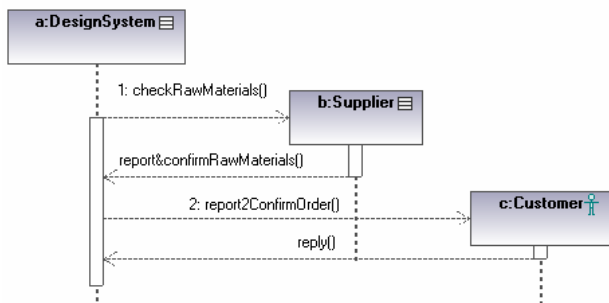 a:DesignSystem
1: checkRawMaterials()
b:Supplier
report&confirmRawMaterials()
2: report2ConfirmOrder()
c:Customer
reply()